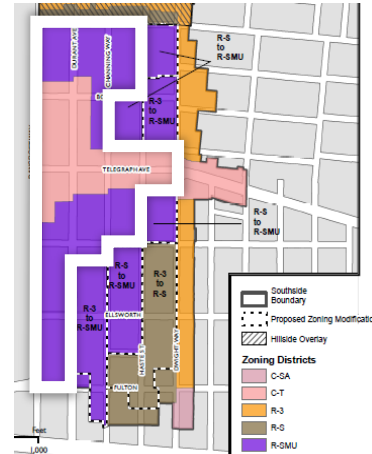 DURANT AVE
CHANNING WAY
R-S
to
R-SMU
BO
R-3
to
R-SMU
TELEGRAPH AVE
R-S
to
R-SMU
R-S
to
R-SMU
R-3
to
R-S
R-3
to
R-SMU
ELLSWORTH
HASTE ST
DWIGHT WAY
FULTON
Feet
1,000
Southside
Boundary
Proposed Zoning Modificatio
Hillside Overlay
Zoning Districts
C-SA
C-T
R-3
R-S
R-SMU